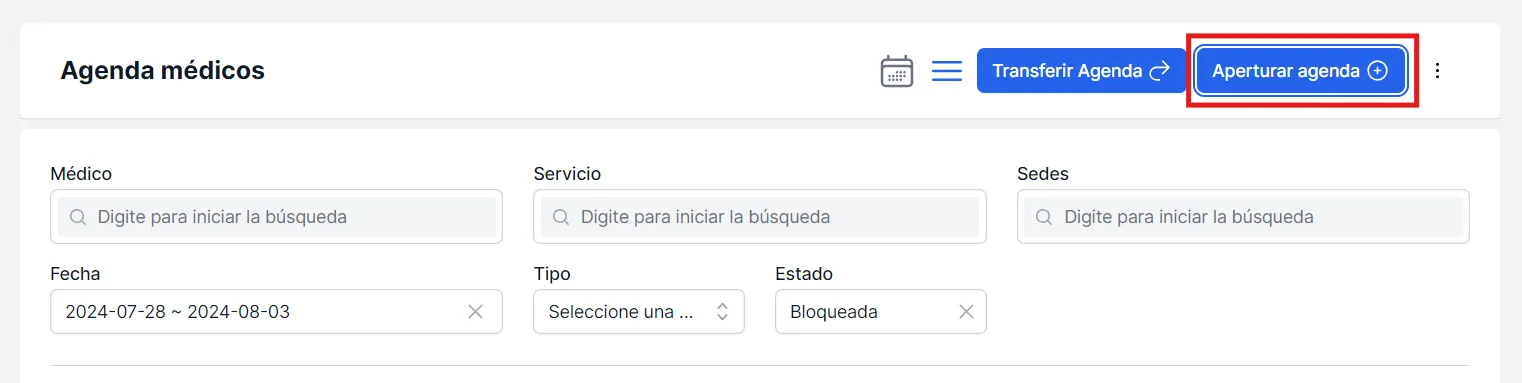 Agenda médicos
Transferir Agenda
Aperturar agenda
Médico
Servicio
Sedes
Digite para iniciar la búsqueda
Digite para iniciar la búsqueda
Digite para iniciar la búsqueda
Fecha
Tipo
Estado
2024-07-28 ~ 2024-08-03
Seleccione una ...
Bloqueada